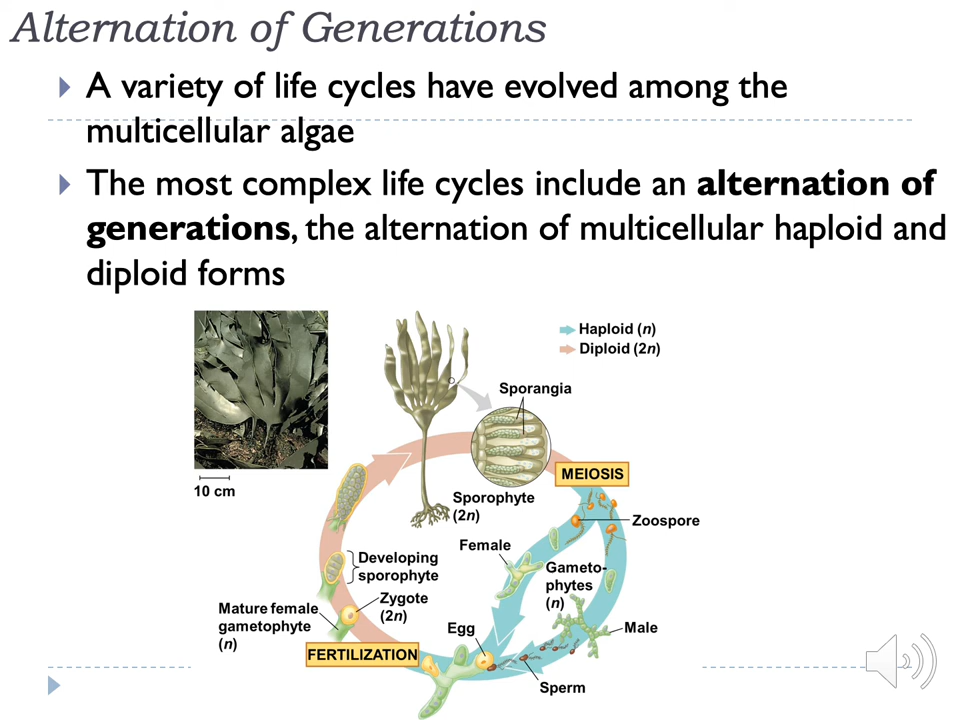 Alternation of Generations
A variety of life cycles have evolved among the
multicellular algae
The most complex life cycles include an alternation of
generations, the alternation of multicellular haploid and
diploid forms
Haploid (n)
Diploid (2n)
Sporangia
10 cm
MEIOSIS
Sporophyte
(2n)
Zoospore
Female
Developing
sporophyte
Gameto-
phytes
(n)
Zygote
(2n)
Mature female
gametophyte
(n)
Egg
Male
FERTILIZATION
Sperm